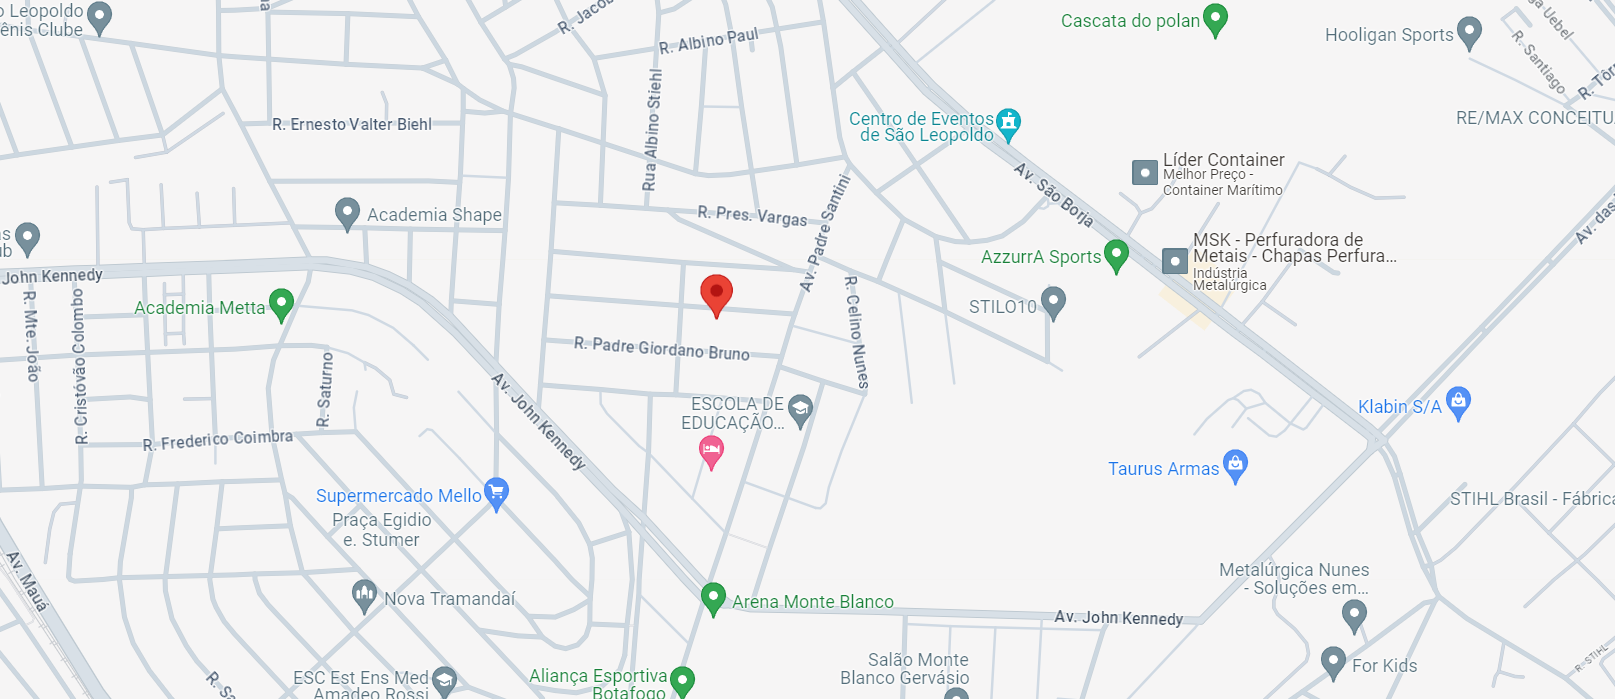 o Leopoldo
ênis Clube
R. Jacob
R. Albino Paul
Cascata do polan
Hooligan Sports
ga Uebel
R. Santiago
R. Tôr
RE/MAX CONCEITU
R. Ernesto Valter Biehl
Rua Albino Stiehl
Centro de Eventos
de São Leopoldo
Av. São Borja
Líder Container
Melhor Preço -
Container Marítimo
Academia Shape
R. Pres. Vargas
Av. Padre Santini
as
ub
John Kennedy
AzzurrA Sports
MSK - Perfuradora de
Metais - Chapas Perfura...
Indústria
Metalúrgica
Av. das
Academia Metta
R. Mte. João
R. Cristóvão Colombo
R. Celino Nunes
STILO10
R. Padre Giordano Bruno
R. Saturno
Av. John Kennedy
ESCOLA DE
EDUCAÇÃO...
Klabin S/A
R. Frederico Coimbra
Taurus Armas
Supermercado Mello
Praça Egidio
e. Stumer
STIHL Brasil - Fábrica
Av. Mauá
Nova Tramandaí
Arena Monte Blanco
Av. John Kennedy
Metalúrgica Nunes
- Soluções em...
ESC Est Ens Med
Amadeo Rossi
R. Sa
Aliança Esportiva
Botafogo
Salão Monte
Blanco Gervásio
For Kids
R. STIHL